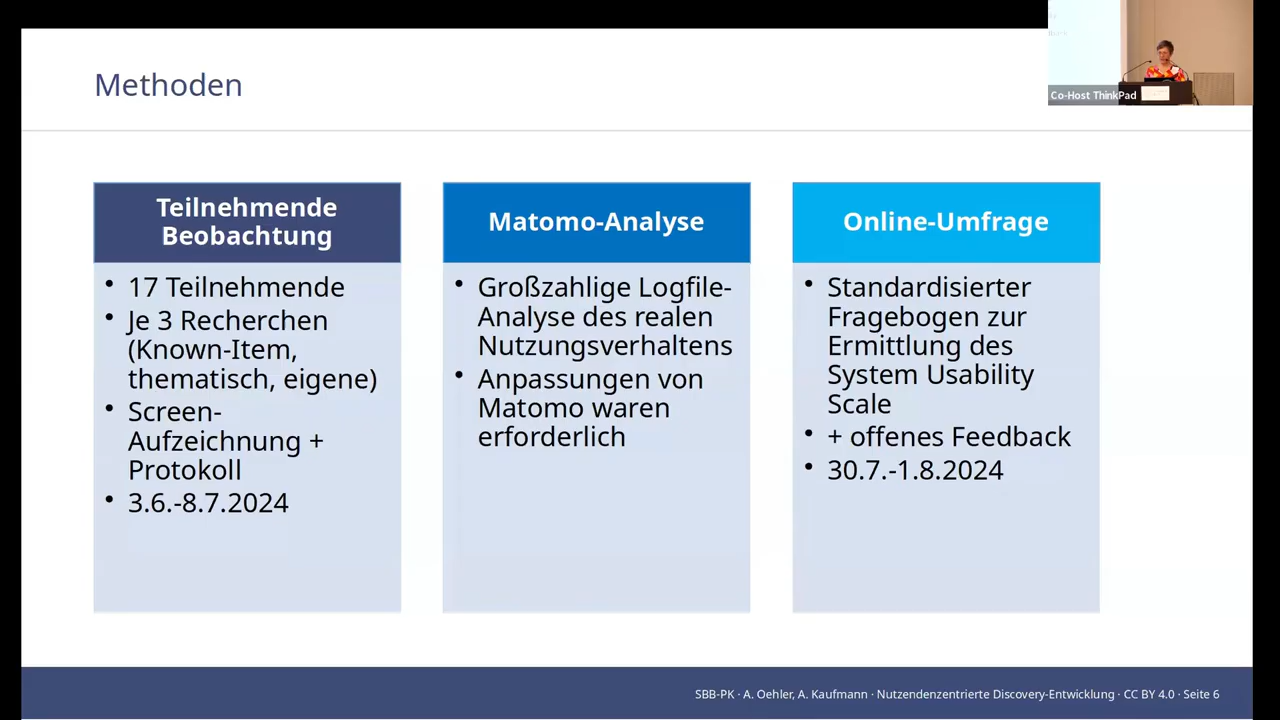 Methoden
Co-Host ThinkPad
Teilnehmende
Beobachtung
• 17 Teilnehmende
• Je 3 Recherchen
(Known-Item,
thematisch, eigene)
• Screen-
Aufzeichnung +
Protokoll
• 3.6.-8.7.2024
Matomo-Analyse
• Großzahlige Logfile-
Analyse des realen
Nutzungsverhaltens
• Anpassungen von
Matomo waren
erforderlich
Online-Umfrage
• Standardisierter
Fragebogen zur
Ermittlung des
System Usability
Scale
• + offenes Feedback
• 30.7.-1.8.2024
SBB-PK · A. Oehler, A. Kaufmann · Nutzendenzentrierte Discovery-Entwicklung · CC BY 4.0 · Seite 6